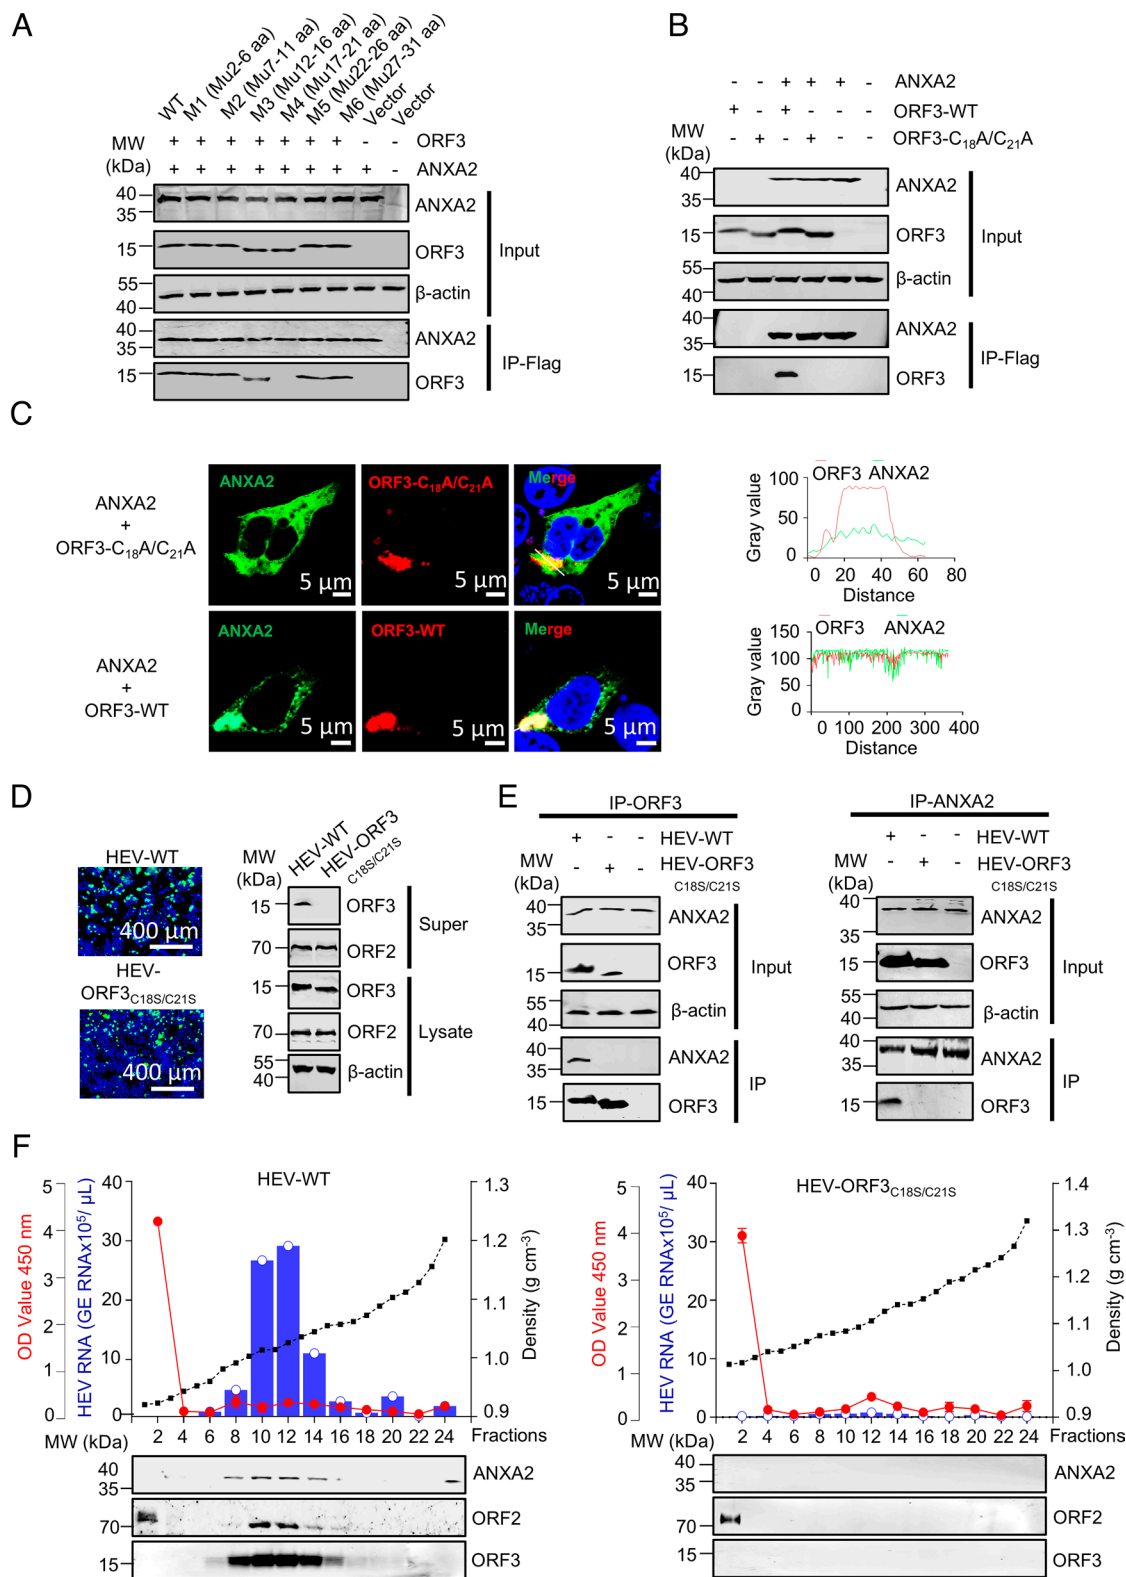 A
WT
M1 (Mu2-6 aa)
M2 (Mu7-11 aa)
M3 (Mu12-16 aa)
M4 (Mu17-21 aa)
M5 (Mu22-26 aa)
M6 (Mu27-31 aa)
Vector
Vector
MW (kDa)
+ + + + + + + - - ORF3
+ + + + + + + + - ANXA2
40
35
ANXA2
15
ORF3
Input
55
40
β-actin
40
35
ANXA2
IP-Flag
15
ORF3
B
- - + + + - ANXA2
+ - + - - - ORF3-WT
MW (kDa)
- + - + - - ORF3-C18A/C21A
40
35
ANXA2
15
ORF3
Input
55
40
β-actin
40
35
ANXA2
IP-Flag
15
ORF3
C
ANXA2
+
ORF3-C18A/C21A
ANXA2
5 µm
ORF3-C18A/C21A
5 µm
Merge
5 µm
ORF3 ANXA2
Gray value
100
50
0
0 20 40 60 80
Distance
ANXA2
+
ORF3-WT
ANXA2
5 µm
ORF3-WT
5 µm
Merge
5 µm
ORF3 ANXA2
Gray value
150
100
50
0
0 100 200 300 400
Distance
D
HEV-WT
400 µm
HEV-
ORF3C18S/C21S
400 µm
MW
(kDa)
HEV-WT
HEV-ORF3
C18S/C21S
15
ORF3
Super
70
ORF2
15
ORF3
Lysate
70
ORF2
55
40
β-actin
E
IP-ORF3
+ - - HEV-WT
MW
(kDa)
- + - HEV-ORF3
C18S/C21S
40
35
ANXA2
15
ORF3
Input
55
40
β-actin
40
35
ANXA2
IP
15
ORF3
IP-ANXA2
+ - - HEV-WT
MW
(kDa)
- + - HEV-ORF3
C18S/C21S
40
35
ANXA2
15
ORF3
Input
55
40
β-actin
40
35
ANXA2
IP
15
ORF3
F
HEV-WT
OD Value 450 nm
5
4
3
2
1
0
HEV RNA (GE RNAx10⁵/ µL)
40
30
20
10
0
Density (g cm⁻³)
1.3
1.2
1.1
1.0
0.9
2 4 6 8 10 12 14 16 18 20 22 24 Fractions
MW (kDa)
40
35
ANXA2
70
ORF2
15
ORF3
HEV-ORF3C18S/C21S
OD Value 450 nm
5
4
3
2
1
0
HEV RNA (GE RNAx10⁵/ µL)
40
30
20
10
0
Density (g cm⁻³)
1.4
1.3
1.2
1.1
1.0
0.9
2 4 6 8 10 12 14 16 18 20 22 24
Fractions
MW (kDa)
40
35
ANXA2
70
ORF2
15
ORF3